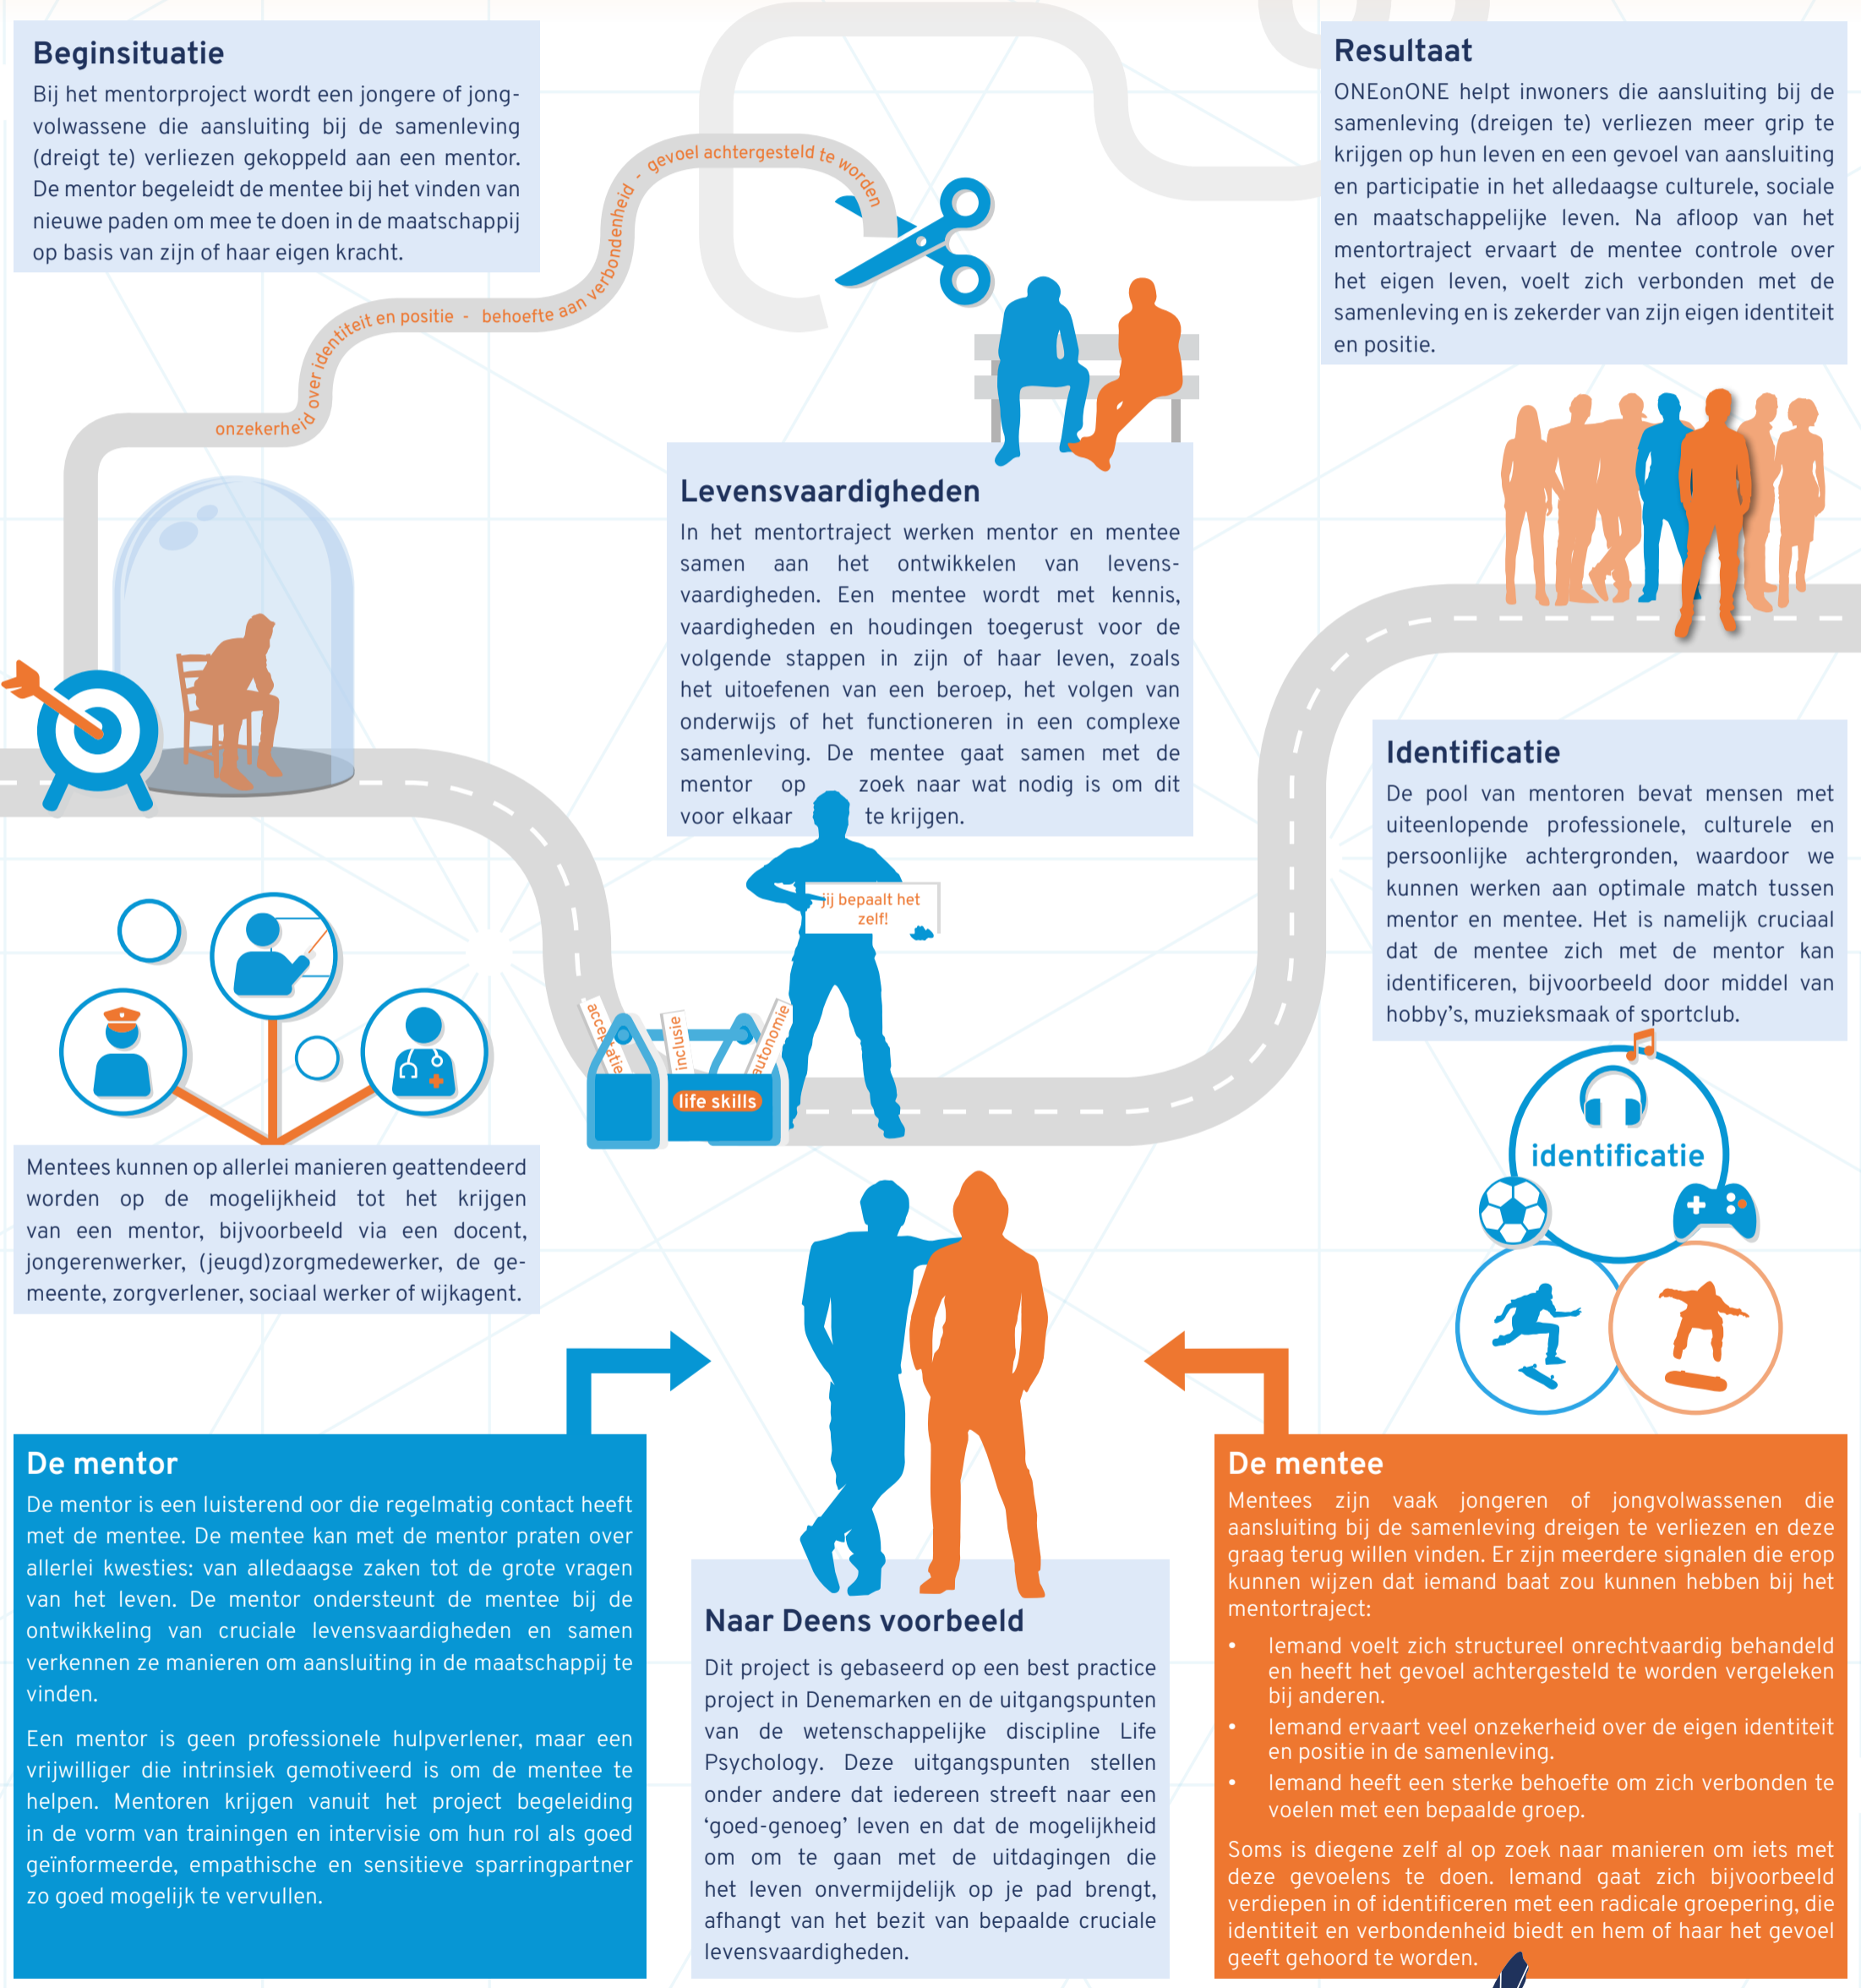 Beginsituatie
Bij het mentorproject wordt een jongere of jong-
volwassene die aansluiting bij de samenleving
(dreigt te) verliezen gekoppeld aan een mentor.
De mentor begeleidt de mentee bij het vinden van
nieuwe paden om mee te doen in de maatschappij
op basis van zijn of haar eigen kracht.
onzekerheid over identiteit en positie - behoefte aan verbondenheid - gevoel achtergesteld te worden
Resultaat
ONEonONE helpt inwoners die aansluiting bij de
samenleving (dreigen te) verliezen meer grip te
krijgen op hun leven en een gevoel van aansluiting
en participatie in het alledaagse culturele, sociale
en maatschappelijke leven. Na afloop van het
mentortraject ervaart de mentee controle over
het eigen leven, voelt zich verbonden met de
samenleving en is zekerder van zijn eigen identiteit
en positie.
Levensvaardigheden
In het mentortraject werken mentor en mentee
samen aan het ontwikkelen van levens-
vaardigheden. Een mentee wordt met kennis,
vaardigheden en houdingen toegerust voor de
volgende stappen in zijn of haar leven, zoals
het uitoefenen van een beroep, het volgen van
onderwijs of het functioneren in een complexe
samenleving. De mentee gaat samen met de
mentor op zoek naar wat nodig is om dit
voor elkaar te krijgen.
jij bepaalt het
zelf!
acceptatie
inclusie
autonomie
life skills
Identificatie
De pool van mentoren bevat mensen met
uiteenlopende professionele, culturele en
persoonlijke achtergronden, waardoor we
kunnen werken aan optimale match tussen
mentor en mentee. Het is namelijk cruciaal
dat de mentee zich met de mentor kan
identificeren, bijvoorbeeld door middel van
hobby's, muzieksmaak of sportclub.
identificatie
Mentees kunnen op allerlei manieren geattendeerd
worden op de mogelijkheid tot het krijgen
van een mentor, bijvoorbeeld via een docent,
jongerenwerker, (jeugd)zorgmedewerker, de ge-
meente, zorgverlener, sociaal werker of wijkagent.
De mentor
De mentor is een luisterend oor die regelmatig contact heeft
met de mentee. De mentee kan met de mentor praten over
allerlei kwesties: van alledaagse zaken tot de grote vragen
van het leven. De mentor ondersteunt de mentee bij de
ontwikkeling van cruciale levensvaardigheden en samen
verkennen ze manieren om aansluiting in de maatschappij te
vinden.
Een mentor is geen professionele hulpverlener, maar een
vrijwilliger die intrinsiek gemotiveerd is om de mentee te
helpen. Mentoren krijgen vanuit het project begeleiding
in de vorm van trainingen en intervisie om hun rol als goed
geïnformeerde, empathische en sensitieve sparringpartner
zo goed mogelijk te vervullen.
Naar Deens voorbeeld
Dit project is gebaseerd op een best practice
project in Denemarken en de uitgangspunten
van de wetenschappelijke discipline Life
Psychology. Deze uitgangspunten stellen
onder andere dat iedereen streeft naar een
‘goed-genoeg’ leven en dat de mogelijkheid
om om te gaan met de uitdagingen die
het leven onvermijdelijk op je pad brengt,
afhangt van het bezit van bepaalde cruciale
levensvaardigheden.
De mentee
Mentees zijn vaak jongeren of jongvolwassenen die
aansluiting bij de samenleving dreigen te verliezen en deze
graag terug willen vinden. Er zijn meerdere signalen die erop
kunnen wijzen dat iemand baat zou kunnen hebben bij het
mentortraject:
• Iemand voelt zich structureel onrechtvaardig behandeld
en heeft het gevoel achtergesteld te worden vergeleken
bij anderen.
• Iemand ervaart veel onzekerheid over de eigen identiteit
en positie in de samenleving.
• Iemand heeft een sterke behoefte om zich verbonden te
voelen met een bepaalde groep.
Soms is diegene zelf al op zoek naar manieren om iets met
deze gevoelens te doen. Iemand gaat zich bijvoorbeeld
verdiepen in of identificeren met een radicale groepering, die
identiteit en verbondenheid biedt en hem of haar het gevoel
geeft gehoord te worden.